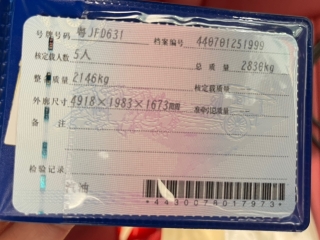 号牌号码 粤JFD631 档案编号 440701251999
核定载人数 5人 总质量 2830kg
整备质量 2146kg 核定载质量
外廓尺寸 4918×1983×1673mm 准牵引总质量
备注
检验记录
油
*4430078017973*